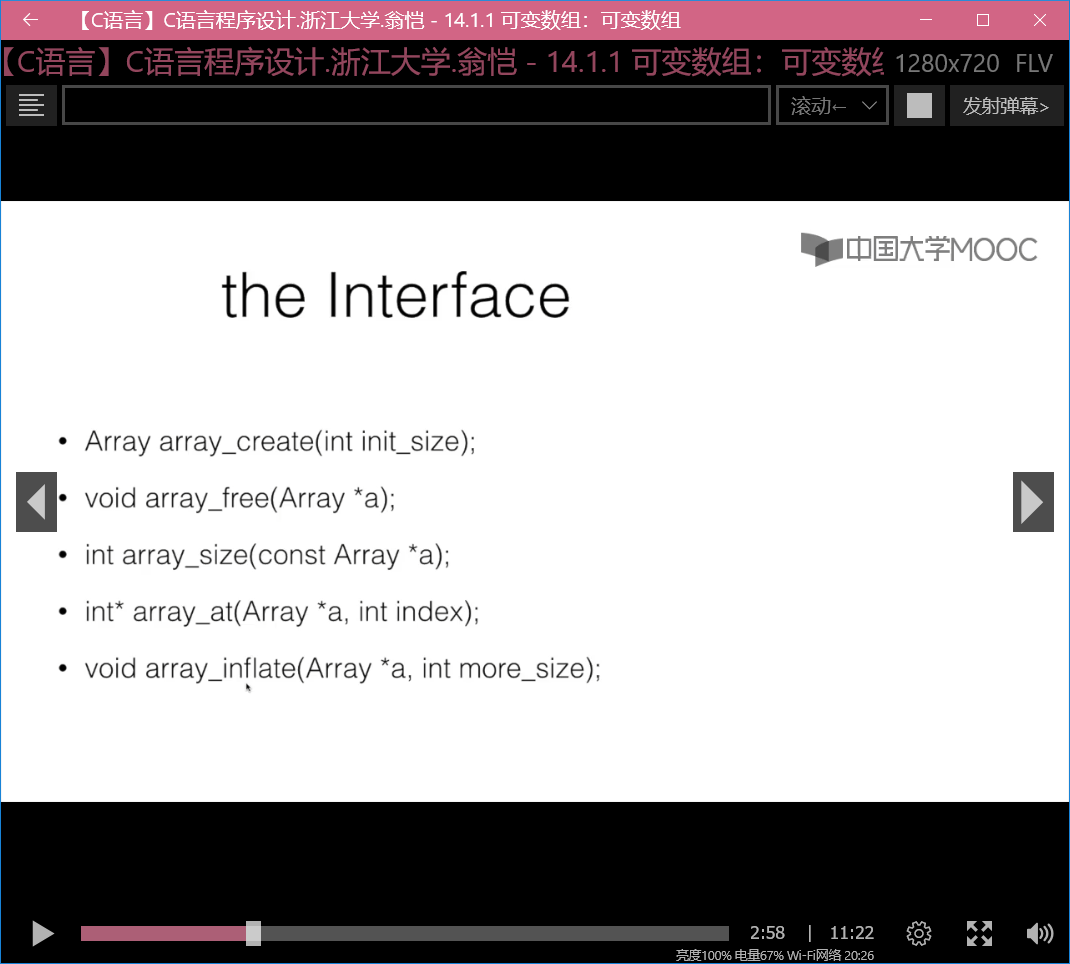 【C语言】C语言程序设计.浙江大学.翁恺 - 14.1.1 可变数组：可变数组
【C语言】C语言程序设计.浙江大学.翁恺 - 14.1.1 可变数组：可变数组 1280x720 FLV
滚动← 发射弹幕>
中国大学MOOC
the Interface
• Array array_create(int init_size);
• void array_free(Array *a);
• int array_size(const Array *a);
• int* array_at(Array *a, int index);
• void array_inflate(Array *a, int more_size);
2:58 | 11:22
亮度100% 电量67% Wi-Fi网络 20:26